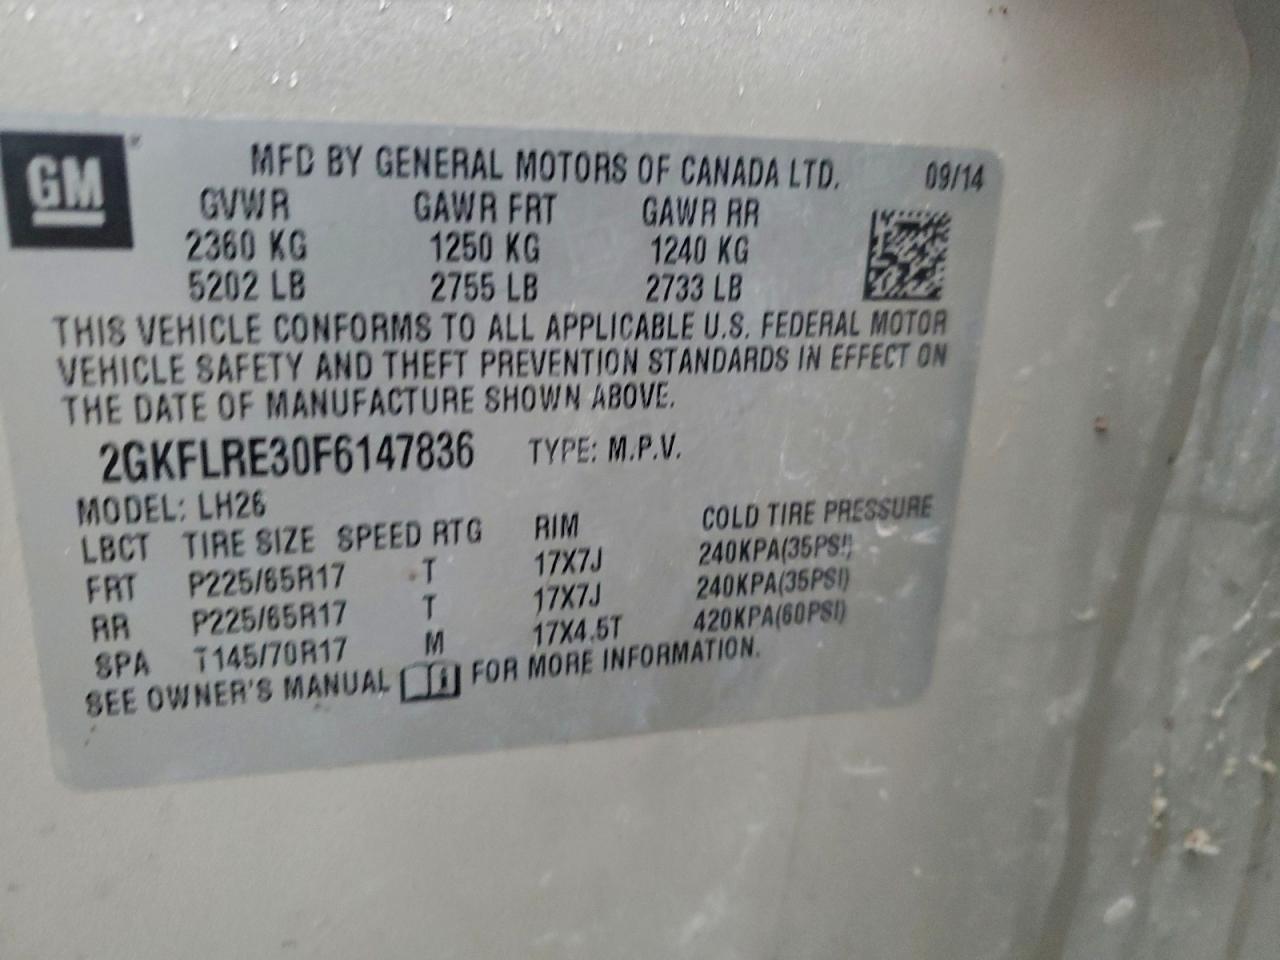 GM
MFD BY GENERAL MOTORS OF CANADA LTD. 09/14
GVWR GAWR FRT GAWR RR
2360 KG 1250 KG 1240 KG
5202 LB 2755 LB 2733 LB
THIS VEHICLE CONFORMS TO ALL APPLICABLE U.S. FEDERAL MOTOR
VEHICLE SAFETY AND THEFT PREVENTION STANDARDS IN EFFECT ON
THE DATE OF MANUFACTURE SHOWN ABOVE.
2GKFLRE30F6147836 TYPE: M.P.V.
MODEL: LH26
LBCT TIRE SIZE SPEED RTG RIM COLD TIRE PRESSURE
FRT P225/65R17 T 17X7J 240KPA(35PSI)
RR P225/65R17 T 17X7J 240KPA(35PSI)
SPA T145/70R17 M 17X4.5T 420KPA(60PSI)
SEE OWNER'S MANUAL FOR MORE INFORMATION.